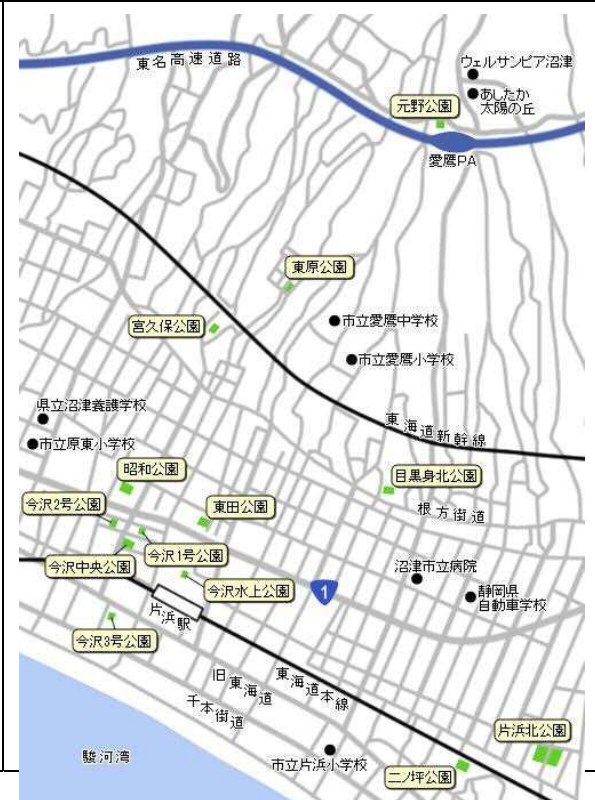 東名高速道路
ウェルサンピア沼津
あしたか
太陽の丘
元野公園
愛鷹PA
東原公園
宮久保公園
市立愛鷹中学校
市立愛鷹小学校
県立沼津養護学校
東海道新幹線
市立原東小学校
昭和公園
目黒身北公園
今沢2号公園
東田公園
根方街道
今沢1号公園
今沢中央公園
沼津市立病院
今沢水上公園
1
静岡県
自動車学校
片浜駅
今沢3号公園
旧東海道
東海道本線
千本街道
片浜北公園
駿河湾
市立片浜小学校
二ノ坪公園